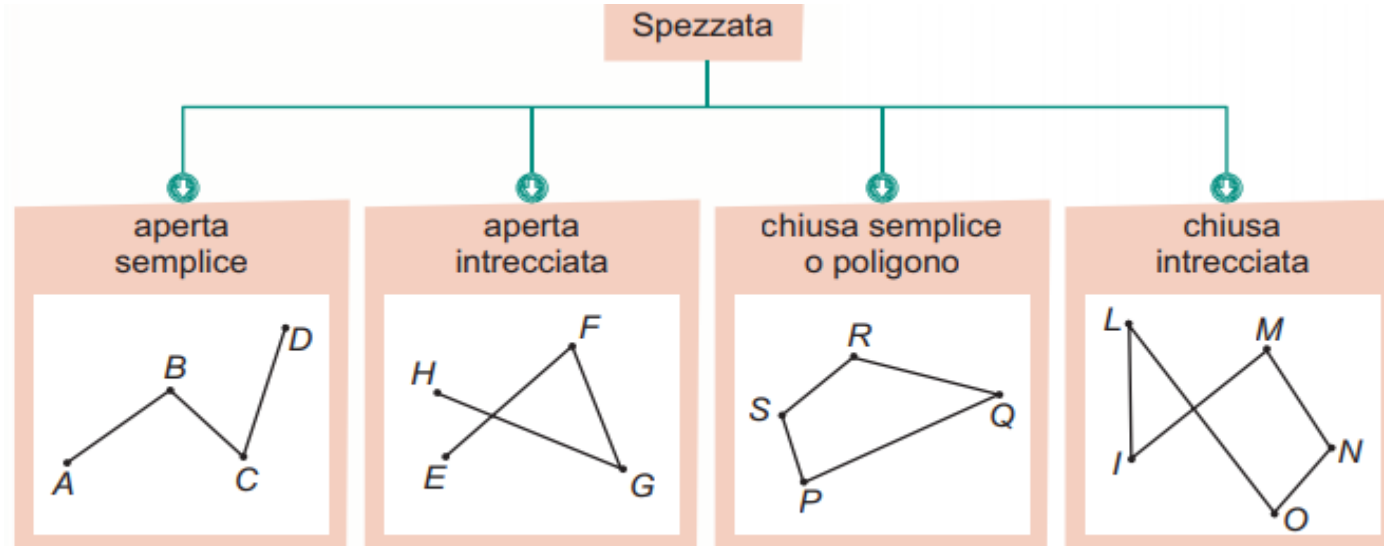 Spezzata
aperta
semplice
aperta
intrecciata
chiusa semplice
o poligono
chiusa
intrecciata
A
B
C
D
H
F
E
G
R
S
Q
P
L
M
I
N
O